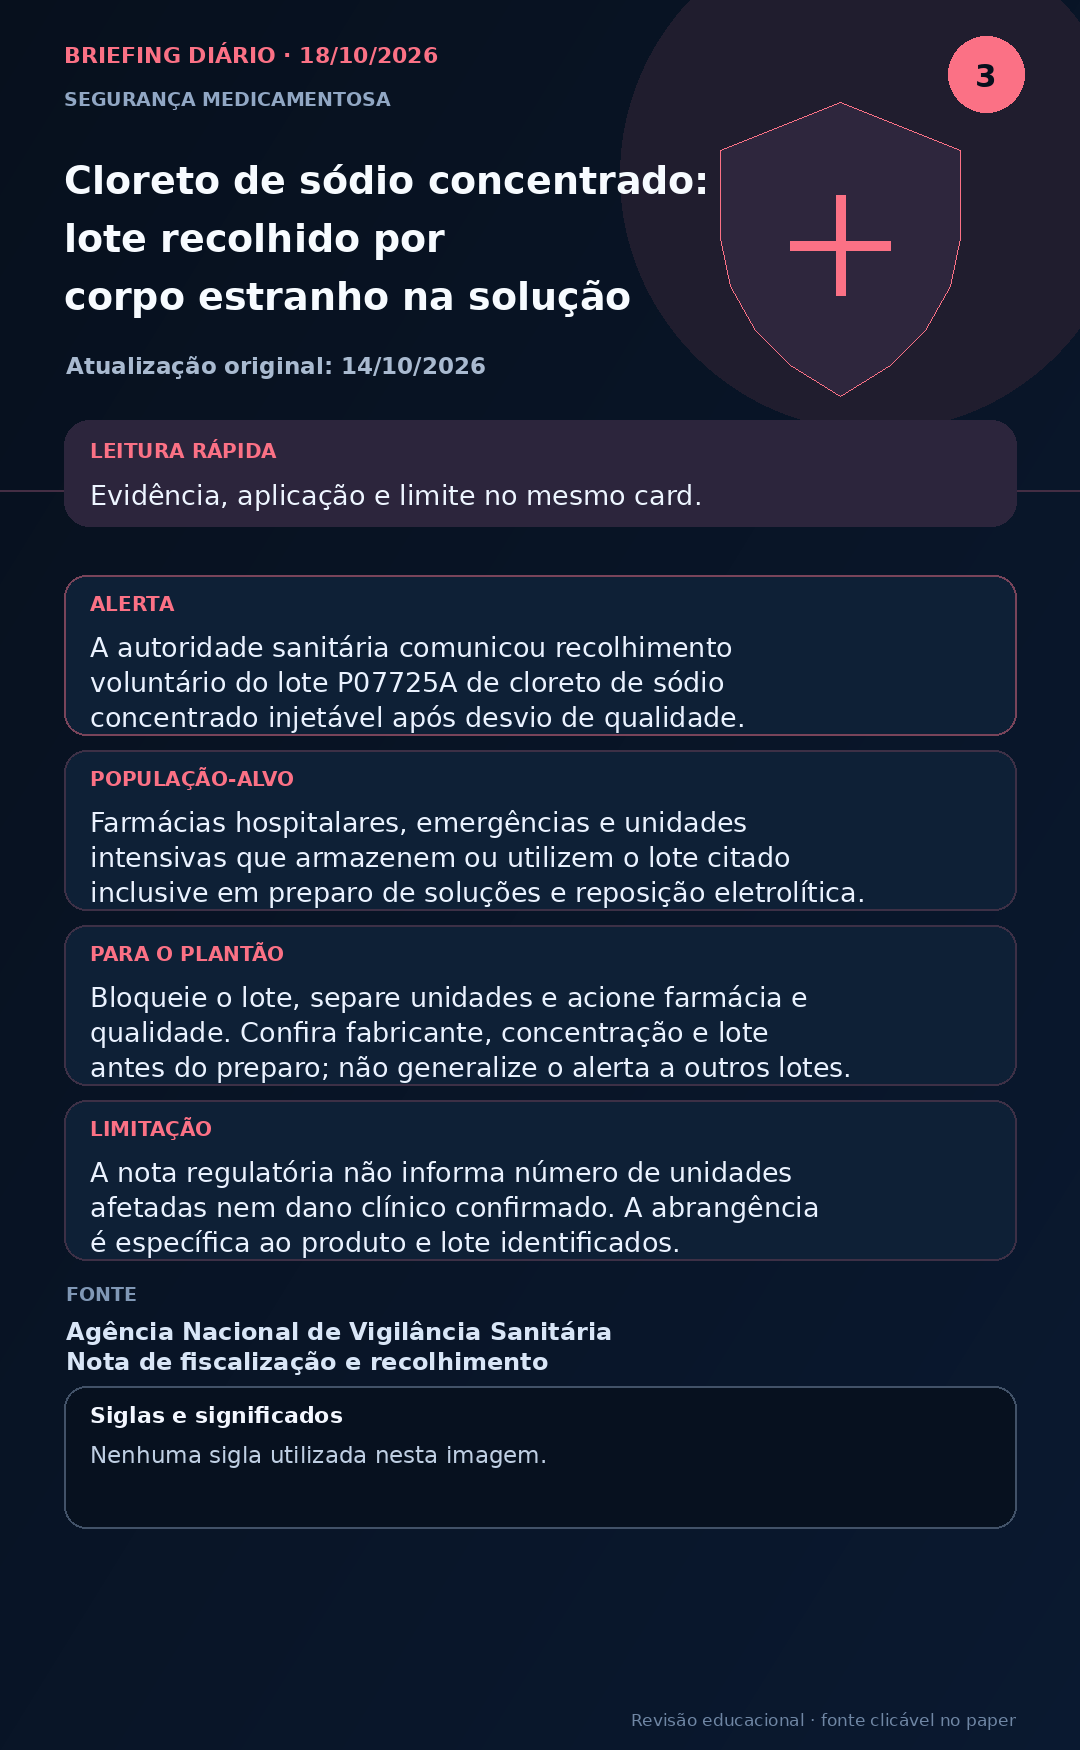 BRIEFING DIÁRIO · 18/10/2026
3
SEGURANÇA MEDICAMENTOSA
Cloreto de sódio concentrado:
lote recolhido por
corpo estranho na solução
Atualização original: 14/10/2026
LEITURA RÁPIDA
Evidência, aplicação e limite no mesmo card.
ALERTA
A autoridade sanitária comunicou recolhimento
voluntário do lote P07725A de cloreto de sódio
concentrado injetável após desvio de qualidade.
POPULAÇÃO-ALVO
Farmácias hospitalares, emergências e unidades
intensivas que armazenem ou utilizem o lote citado
inclusive em preparo de soluções e reposição eletrolítica.
PARA O PLANTÃO
Bloqueie o lote, separe unidades e acione farmácia e
qualidade. Confira fabricante, concentração e lote
antes do preparo; não generalize o alerta a outros lotes.
LIMITAÇÃO
A nota regulatória não informa número de unidades
afetadas nem dano clínico confirmado. A abrangência
é específica ao produto e lote identificados.
FONTE
Agência Nacional de Vigilância Sanitária
Nota de fiscalização e recolhimento
Siglas e significados
Nenhuma sigla utilizada nesta imagem.
Revisão educacional · fonte clicável no paper